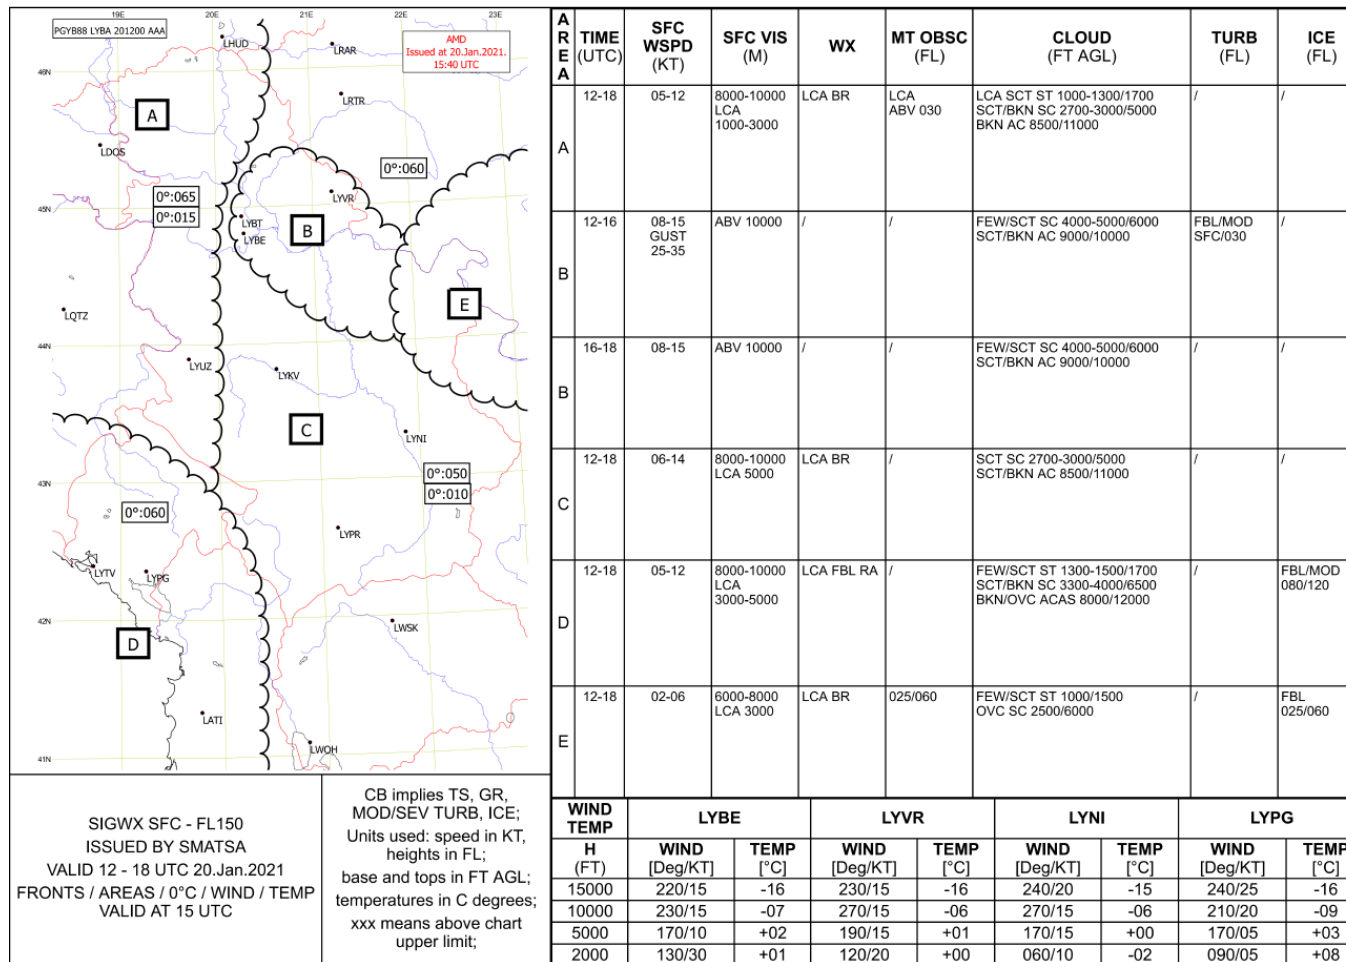 PGYB88 LYBA 201200 AAA
AMD
Issued at 20.Jan.2021.
15:40 UTC
19E
20E
21E
22E
23E
46N
45N
44N
43N
42N
41N
LHUD
LRAR
LRTR
A
LDOS
0°:060
0°:065
0°:015
LYVR
LYBT
LYBE
B
E
LQTZ
LYUZ
LYKV
C
LYNI
0°:050
0°:010
0°:060
LYPR
LYTV
LYPG
D
LWSK
LATI
LWOH
SIGWX SFC - FL150
ISSUED BY SMATSA
VALID 12 - 18 UTC 20.Jan.2021
FRONTS / AREAS / 0°C / WIND / TEMP
VALID AT 15 UTC
CB implies TS, GR,
MOD/SEV TURB, ICE;
Units used: speed in KT,
heights in FL;
base and tops in FT AGL;
temperatures in C degrees;
xxx means above chart
upper limit;
AREA TIME (UTC) SFC WSPD (KT) SFC VIS (M) WX MT OBSC (FL) CLOUD (FT AGL) TURB (FL) ICE (FL)
A 12-18 05-12 8000-10000 LCA BR LCA LCA SCT ST 1000-1300/1700 / /
LCA ABV 030 SCT/BKN SC 2700-3000/5000
1000-3000 BKN AC 8500/11000
B 12-16 08-15 ABV 10000 / / FEW/SCT SC 4000-5000/6000 FBL/MOD /
GUST SCT/BKN AC 9000/10000 SFC/030
25-35
B 16-18 08-15 ABV 10000 / / FEW/SCT SC 4000-5000/6000 / /
SCT/BKN AC 9000/10000
C 12-18 06-14 8000-10000 LCA BR / SCT SC 2700-3000/5000 / /
LCA 5000 SCT/BKN AC 8500/11000
D 12-18 05-12 8000-10000 LCA FBL RA / FEW/SCT ST 1300-1500/1700 / FBL/MOD
LCA SCT/BKN SC 3300-4000/6500 080/120
3000-5000 BKN/OVC ACAS 8000/12000
E 12-18 02-06 6000-8000 LCA BR 025/060 FEW/SCT ST 1000/1500 / FBL
LCA 3000 OVC SC 2500/6000 025/060
WIND TEMP LYBE LYVR LYNI LYPG
H (FT) WIND [Deg/KT] TEMP [°C] WIND [Deg/KT] TEMP [°C] WIND [Deg/KT] TEMP [°C] WIND [Deg/KT] TEMP [°C]
15000 220/15 -16 230/15 -16 240/20 -15 240/25 -16
10000 230/15 -07 270/15 -06 270/15 -06 210/20 -09
5000 170/10 +02 190/15 +01 170/15 +00 170/05 +03
2000 130/30 +01 120/20 +00 060/10 -02 090/05 +08